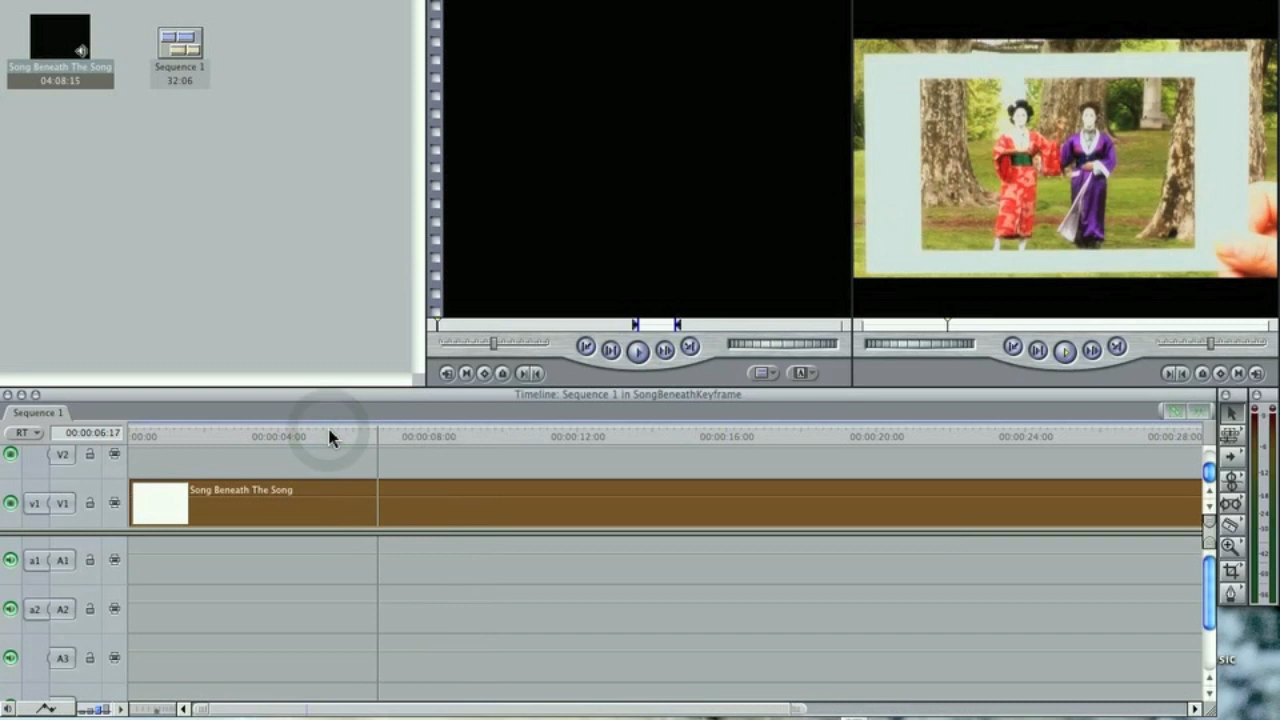 Song Beneath The Song
04:08:15
Sequence 1
32:06
Timeline: Sequence 1 in SongBeneathKeyframe
Sequence 1
RT
00:00:06:17
:00:00
00:00:04:00
00:00:08:00
00:00:12:00
00:00:16:00
00:00:20:00
00:00:24:00
00:00:28:00
V2
v1
V1
Song Beneath The Song
a1
A1
a2
A2
A3
SIC